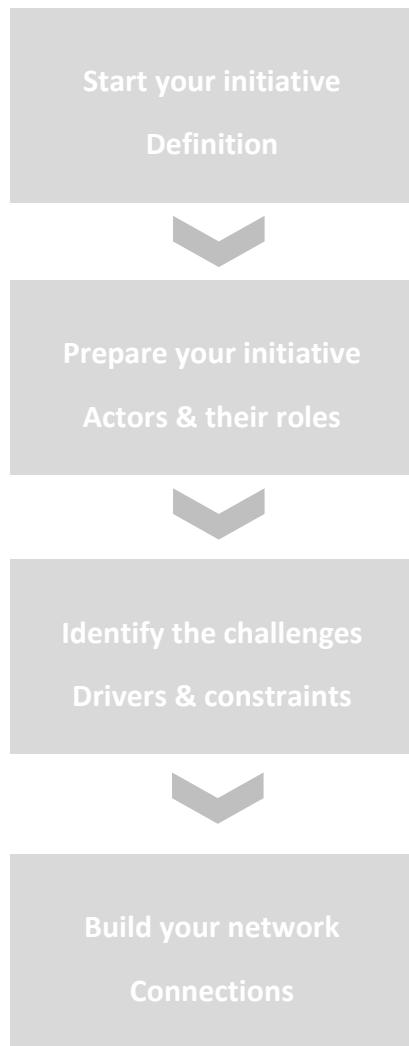 Start your initiative
Definition
Prepare your initiative
Actors & their roles
Identify the challenges
Drivers & constraints
Build your network
Connections